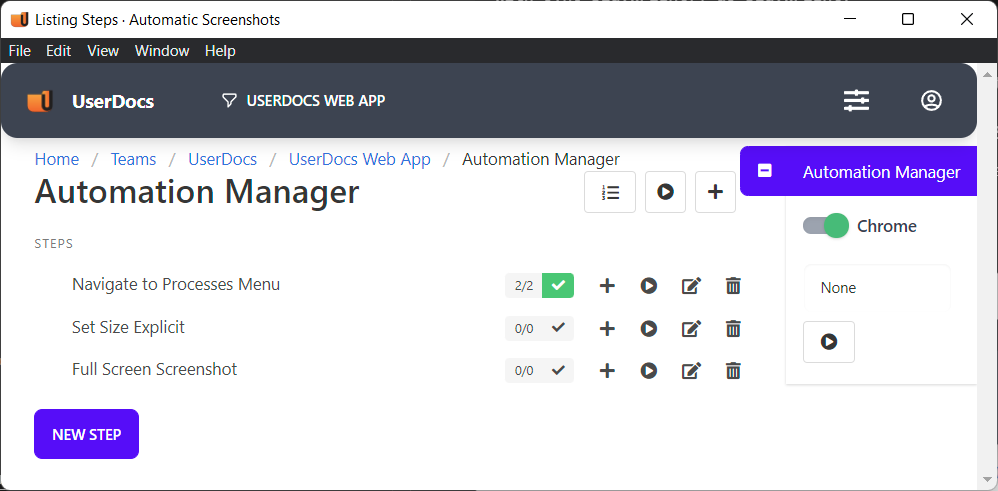 Listing Steps · Automatic Screenshots
File Edit View Window Help
UserDocs USERDOCS WEB APP
Home / Teams / UserDocs / UserDocs Web App / Automation Manager
Automation Manager
Automation Manager
Chrome
STEPS
Navigate to Processes Menu 2/2
None
Set Size Explicit 0/0
Full Screen Screenshot 0/0
NEW STEP